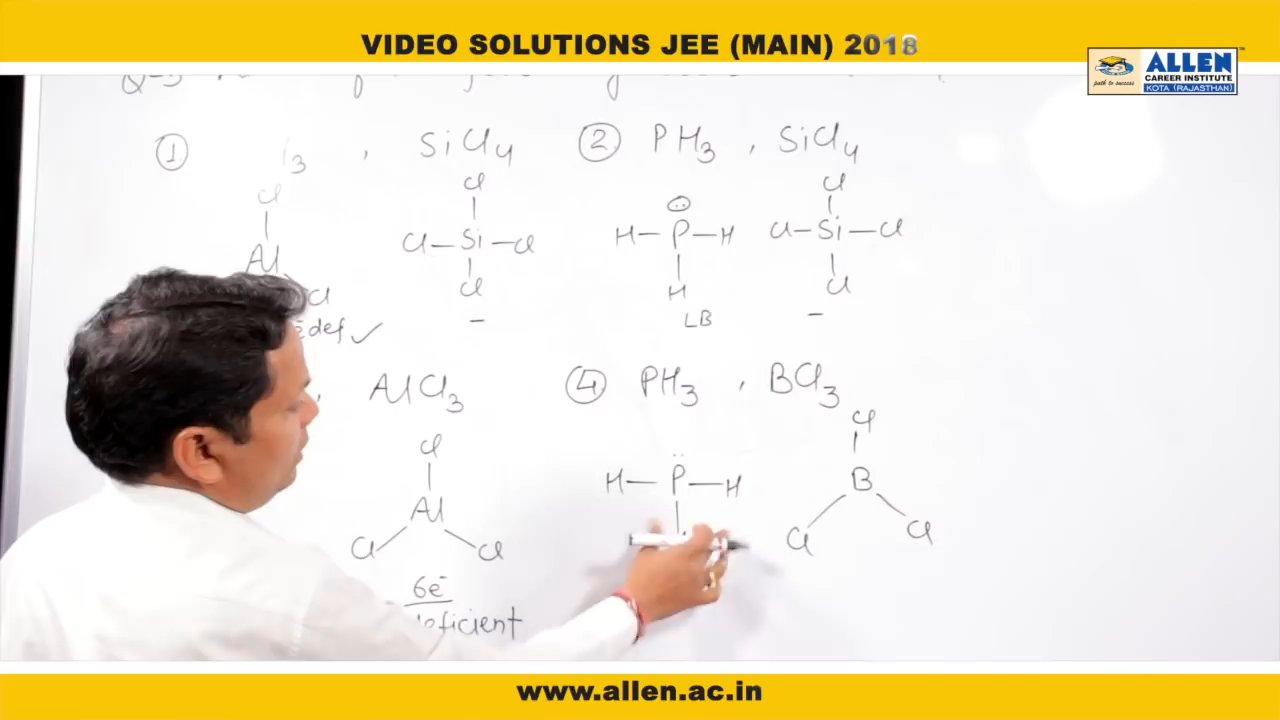 VIDEO SOLUTIONS JEE (MAIN) 2018
ALLEN
CAREER INSTITUTE
KOTA (RAJASTHAN)
path to success
①
3 , SiCl4
② PH3 , SiCl4
Cl
Al
Cl
def ✓
Cl
Cl—Si—Cl
Cl
–
H—P—H
H
LB
Cl
Cl—Si—Cl
Cl
–
, AlCl3
④ PH3 , BCl3
Cl
Al
Cl Cl
6e⁻
eficient
H—P—H
Cl
B
Cl Cl
www.allen.ac.in